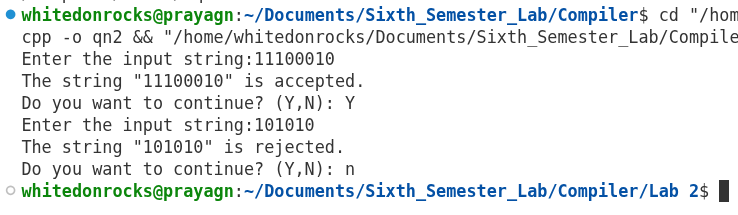 whitedonrocks@prayagn:~/Documents/Sixth_Semester_Lab/Compiler$ cd "/hom
cpp -o qn2 && "/home/whitedonrocks/Documents/Sixth_Semester_Lab/Compile
Enter the input string:11100010
The string "11100010" is accepted.
Do you want to continue? (Y,N): Y
Enter the input string:101010
The string "101010" is rejected.
Do you want to continue? (Y,N): n
whitedonrocks@prayagn:~/Documents/Sixth_Semester_Lab/Compiler/Lab 2$